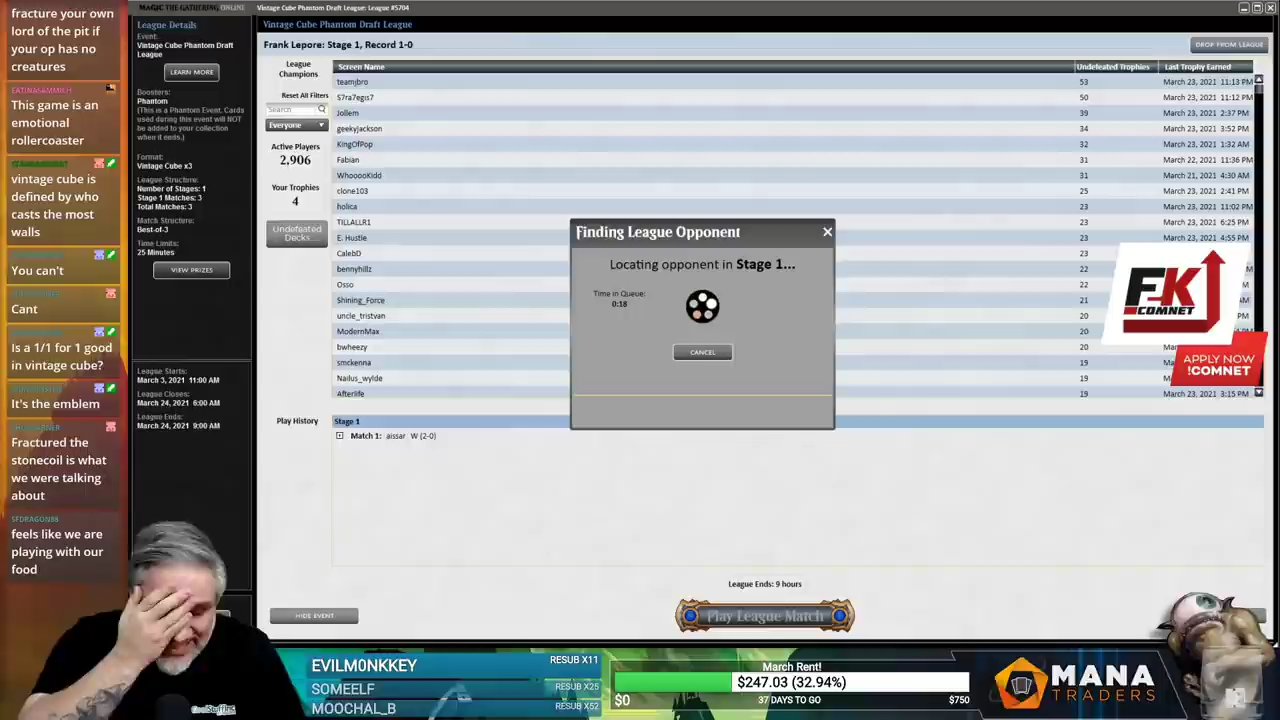 fracture your own
lord of the pit if
your op has no
creatures
EATINGSAMMICH
This game is an
emotional
rollercoaster
vintage cube is
defined by who
casts the most
walls
You can't
Cant
Is a 1/1 for 1 good
in vintage cube?
It's the emblem
Fractured the
stonecoil is what
we were talking
about
SFDRAGON88
feels like we are
playing with our
food
MAGIC THE GATHERING ONLINE
Vintage Cube Phantom Draft League: League #5704
League Details
Event:
Vintage Cube Phantom Draft
League
LEARN MORE
Boosters:
Phantom
(This is a Phantom Event. Cards
used during this event will NOT
be added to your collection
when it ends.)
Format:
Vintage Cube x3
League Structure:
Number of Stages: 1
Stage 1 Matches: 3
Total Matches: 3
Match Structure:
Best-of-3
Time Limits:
25 Minutes
VIEW PRIZES
League Starts:
March 3, 2021 11:00 AM
League Closes:
March 24, 2021 6:00 AM
League Ends:
March 24, 2021 9:00 AM
Vintage Cube Phantom Draft League
Frank Lepore: Stage 1, Record 1-0
DROP FROM LEAGUE
League
Champions
Reset All Filters
Search
Everyone
Active Players
2,906
Your Trophies
4
Undefeated
Decks...
Screen Name Undefeated Trophies Last Trophy Earned
teamjbro 53 March 23, 2021 11:13 PM
S7ra7egis7 50 March 23, 2021 11:12 PM
Jollem 39 March 23, 2021 2:37 PM
geekyjackson 34 March 23, 2021 3:52 PM
KingOfPop 32 March 23, 2021 1:32 AM
Fabian 31 March 22, 2021 11:36 PM
WhooooKidd 31 March 21, 2021 4:30 AM
clone103 25 March 23, 2021 2:41 PM
holica 23 March 23, 2021 11:02 PM
TILLALLR1 23 March 23, 2021 6:25 PM
E. Hustle 23 March 23, 2021 4:55 PM
CalebD 23
bennyhillz 22
Osso 22
Shining_Force 21 AM
uncle_tristvan 20
ModernMax 20
bwheezy 20
smckenna 19
Nailus_wylde 19
Afterlife 19 March 23, 2021 3:15 PM
Finding League Opponent
Locating opponent in Stage 1...
Time in Queue:
0:18
CANCEL
F2K
.COMNET
APPLY NOW
!COMNET
Play History
Stage 1
Match 1: aissar W (2-0)
League Ends: 9 hours
HIDE EVENT
Play League Match
CoolStuffInc
EVILM0NKKEY RESUB X11
SOMEELF RESUB X25
MOOCHAL_B RESUB X52
March Rent!
$247.03 (32.94%)
$0 37 DAYS TO GO $750
MANA
TRADERS